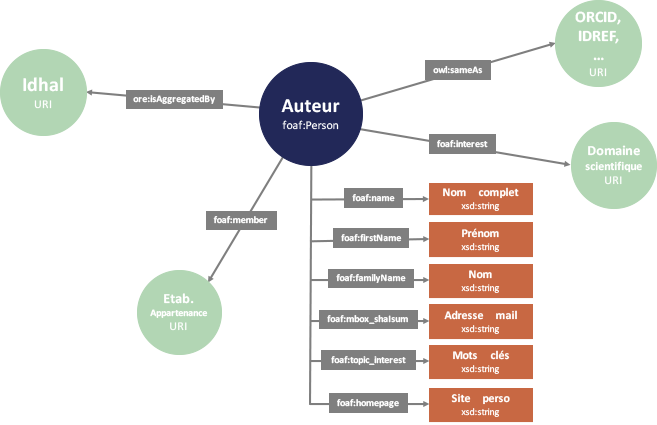 ORCID,
IDREF,
...
URI
owl:sameAs
Idhal
URI
ore:isAggregatedBy
Auteur
foaf:Person
foaf:interest
Domaine
scientifique
URI
foaf:member
Etab.
Appartenance
URI
foaf:name
Nom complet
xsd:string
foaf:firstName
Prénom
xsd:string
foaf:familyName
Nom
xsd:string
foaf:mbox_shalsum
Adresse mail
xsd:string
foaf:topic_interest
Mots clés
xsd:string
foaf:homepage
Site perso
xsd:string